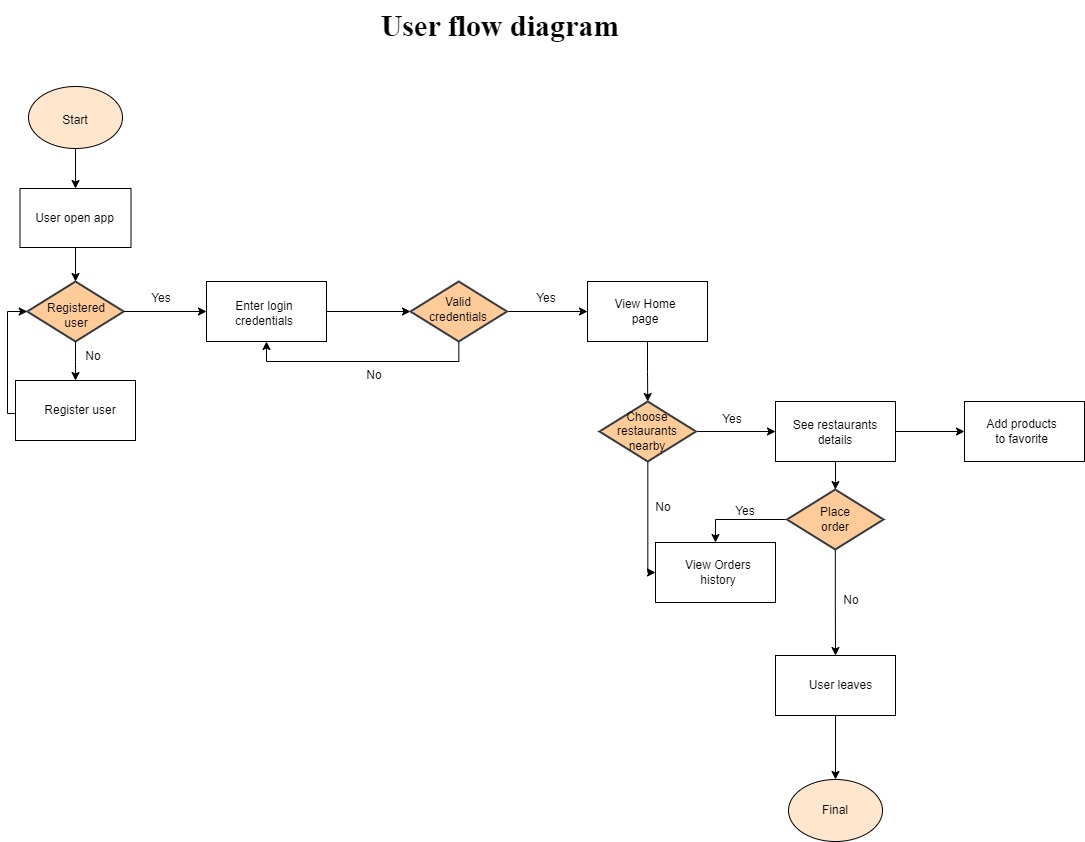 User flow diagram
Start
User open app
Registered
user
Yes
No
Register user
Enter login
credentials
Valid
credentials
Yes
No
View Home
page
Choose
restaurants
nearby
Yes
No
See restaurants
details
Add products
to favorite
Place
order
Yes
No
View Orders
history
User leaves
Final